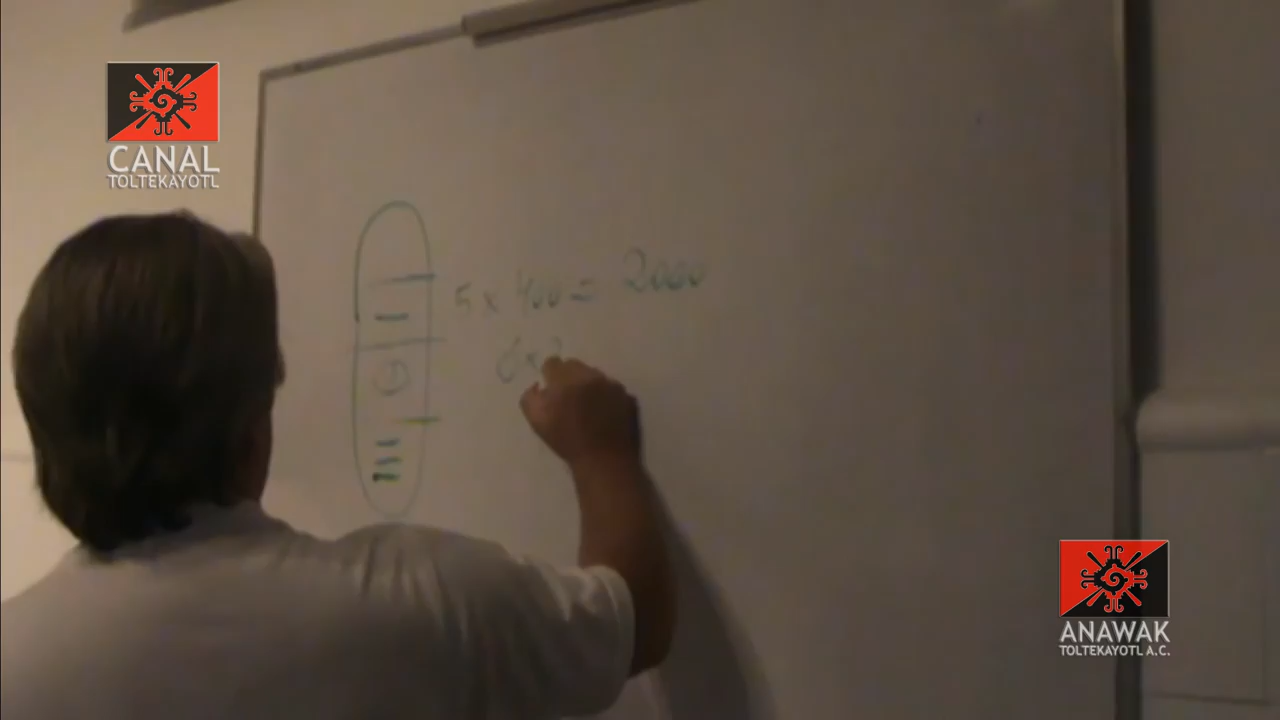 CANAL
TOLTEKAYOTL
5 x 400 = 2000
ANAWAK
TOLTEKAYOTL A.C.